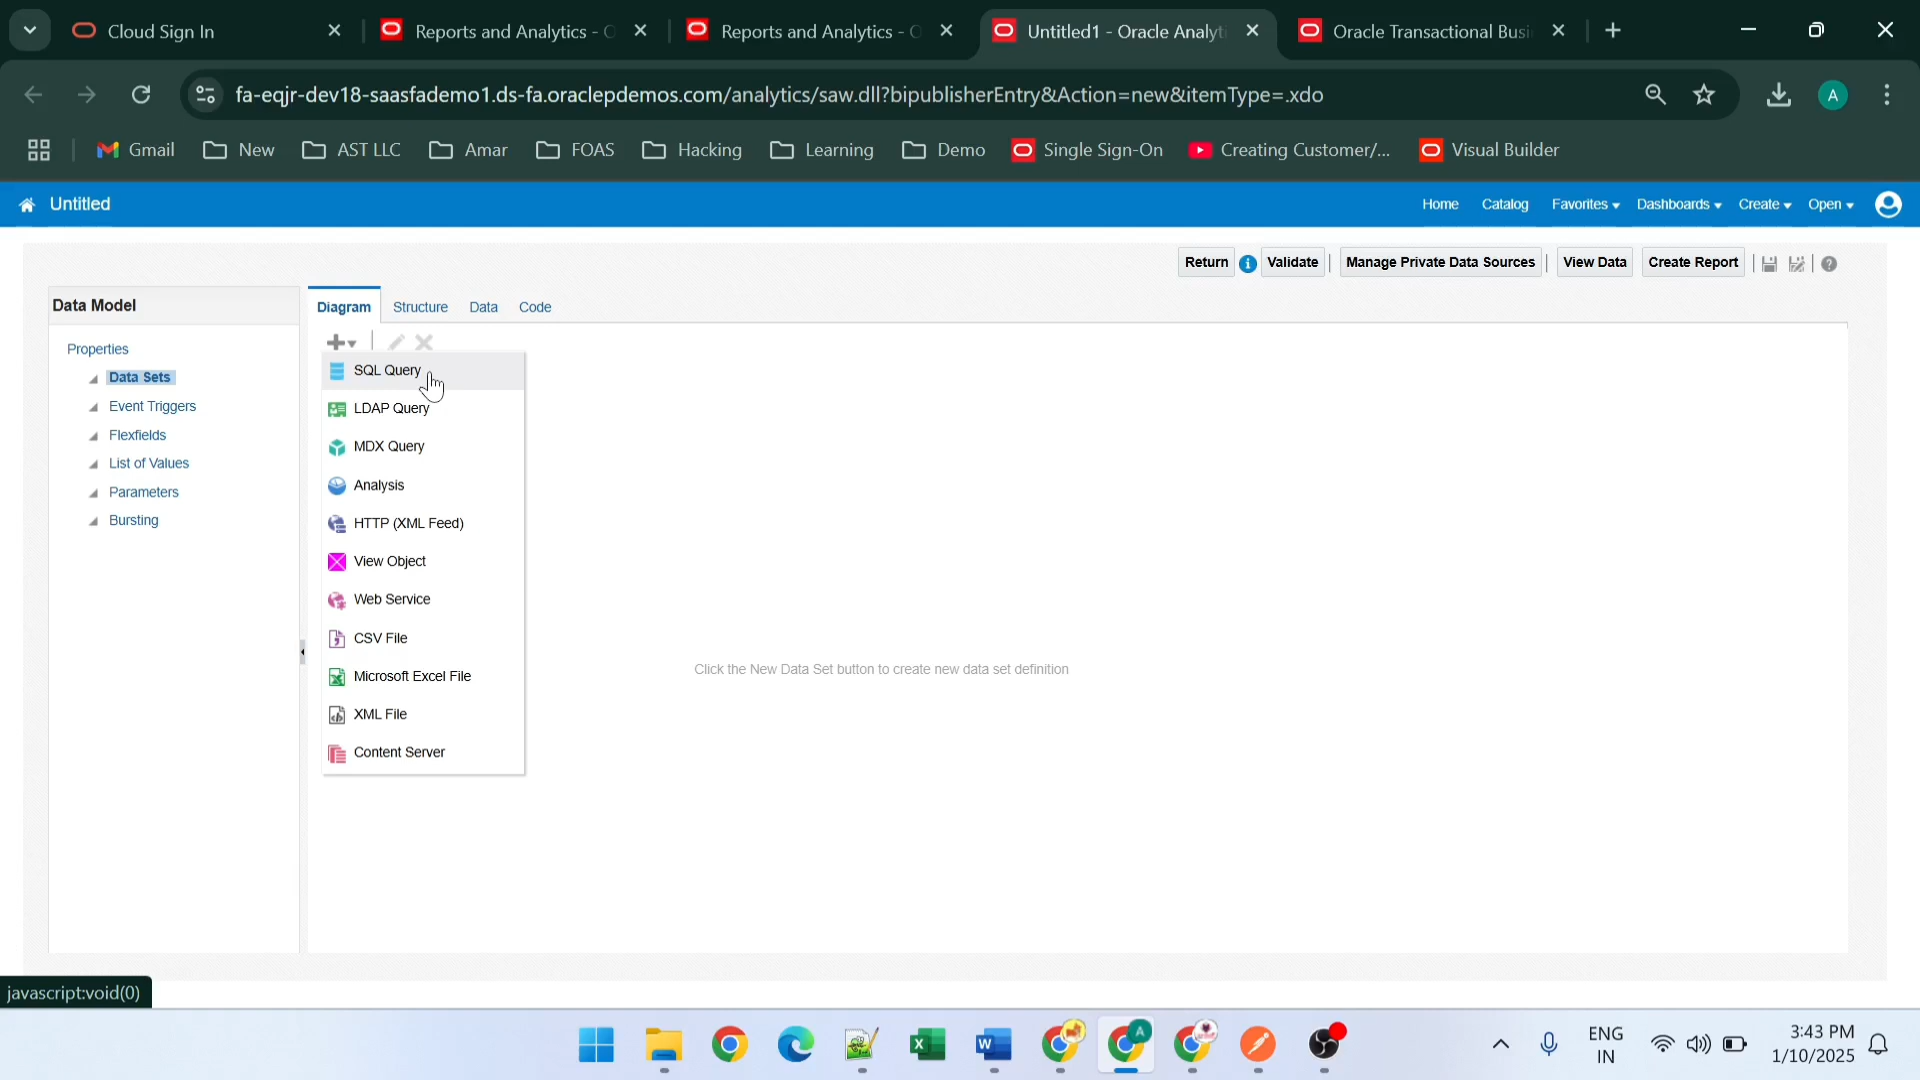 Cloud Sign In
Reports and Analytics - O
Reports and Analytics - O
Untitled1 - Oracle Analyti
Oracle Transactional Busi
fa-eqjr-dev18-saasfademo1.ds-fa.oraclepdemos.com/analytics/saw.dll?bipublisherEntry&Action=new&itemType=.xdo
A
Gmail
New
AST LLC
Amar
FOAS
Hacking
Learning
Demo
Single Sign-On
Creating Customer/...
Visual Builder
Untitled
Home
Catalog
Favorites
Dashboards
Create
Open
Return
Validate
Manage Private Data Sources
View Data
Create Report
Data Model
Diagram
Structure
Data
Code
Properties
Data Sets
Event Triggers
Flexfields
List of Values
Parameters
Bursting
SQL Query
LDAP Query
MDX Query
Analysis
HTTP (XML Feed)
View Object
Web Service
CSV File
Microsoft Excel File
XML File
Content Server
Click the New Data Set button to create new data set definition
javascript:void(0)
A
ENG
IN
3:43 PM
1/10/2025